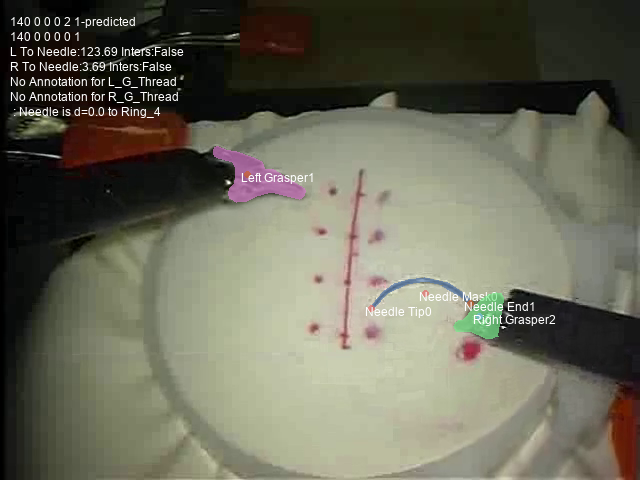 140 0 0 0 2 1-predicted
140 0 0 0 0 1
L To Needle:123.69 Inters:False
R To Needle:3.69 Inters:False
No Annotation for L_G_Thread
No Annotation for R_G_Thread
: Needle is d=0.0 to Ring_4
Left Grasper1
Needle Mask0
Needle End1
Needle Tip0
Right Grasper2